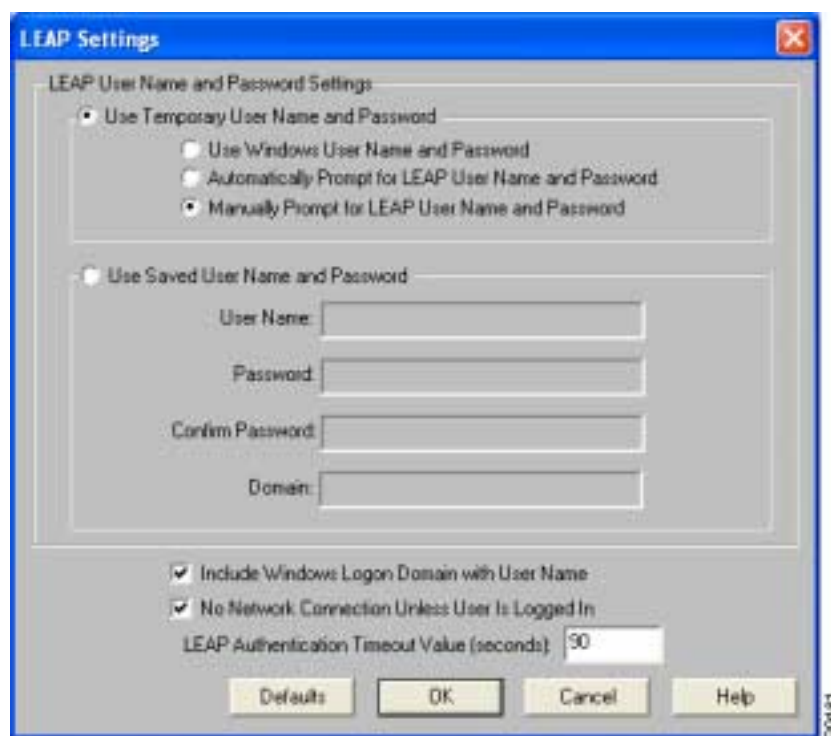 LEAP Settings
LEAP User Name and Password Settings
Use Temporary User Name and Password
Use Windows User Name and Password
Automatically Prompt for LEAP User Name and Password
Manually Prompt for LEAP User Name and Password
Use Saved User Name and Password
User Name:
Password:
Confirm Password:
Domain:
Include Windows Logon Domain with User Name
No Network Connection Unless User Is Logged In
LEAP Authentication Timeout Value (seconds): 90
Defaults OK Cancel Help